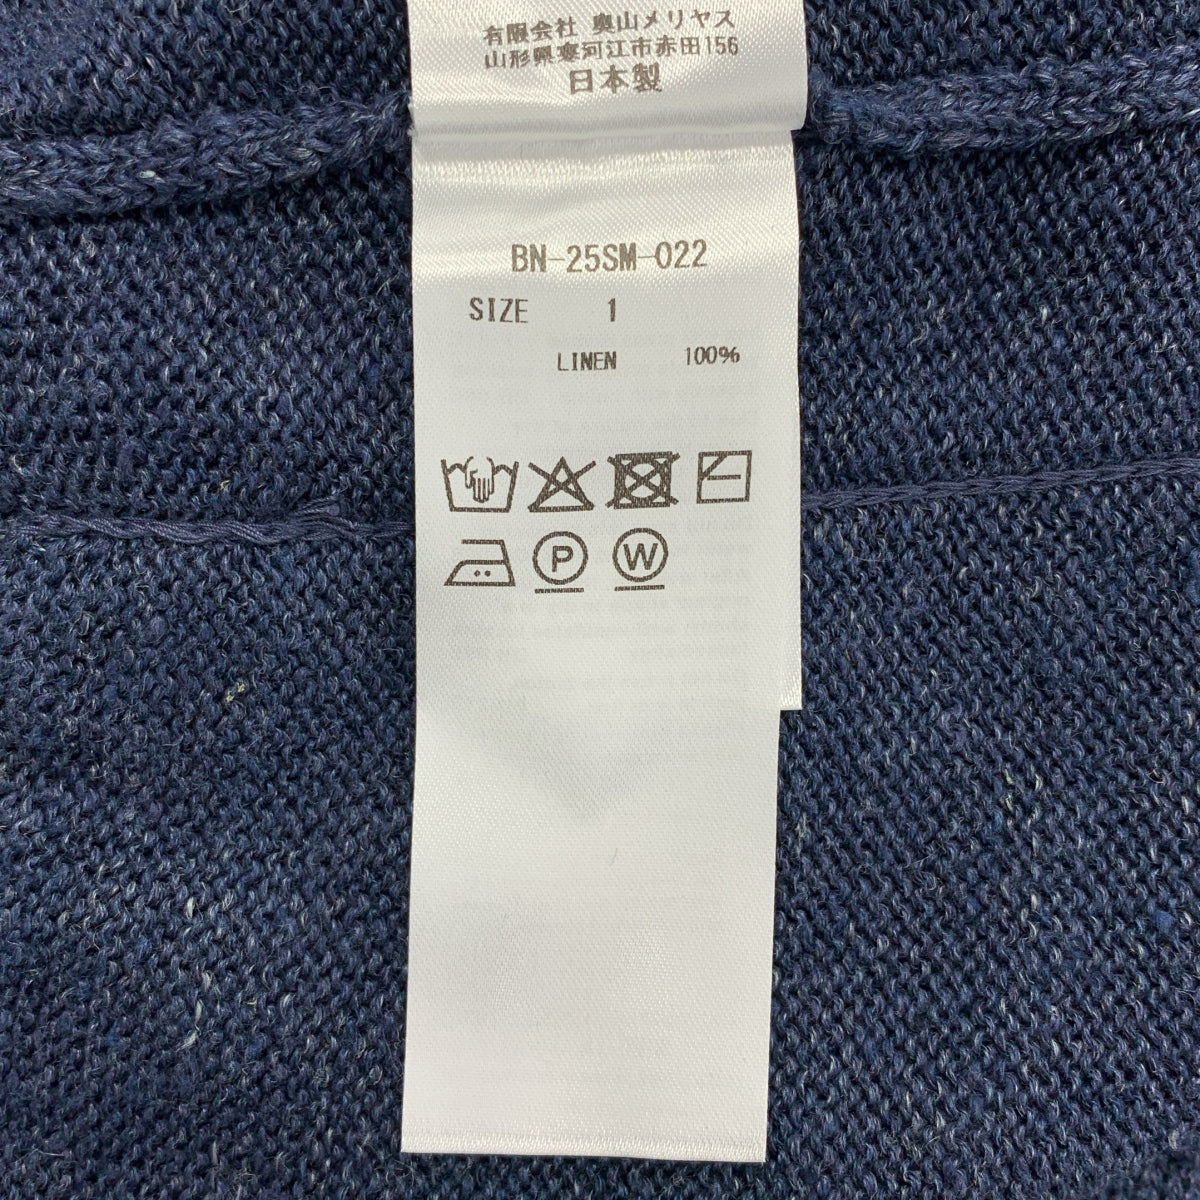 有限会社 奥山メリヤス
山形県寒河江市赤田156
日本製
BN-25SM-022
SIZE 1
LINEN 100%
P W